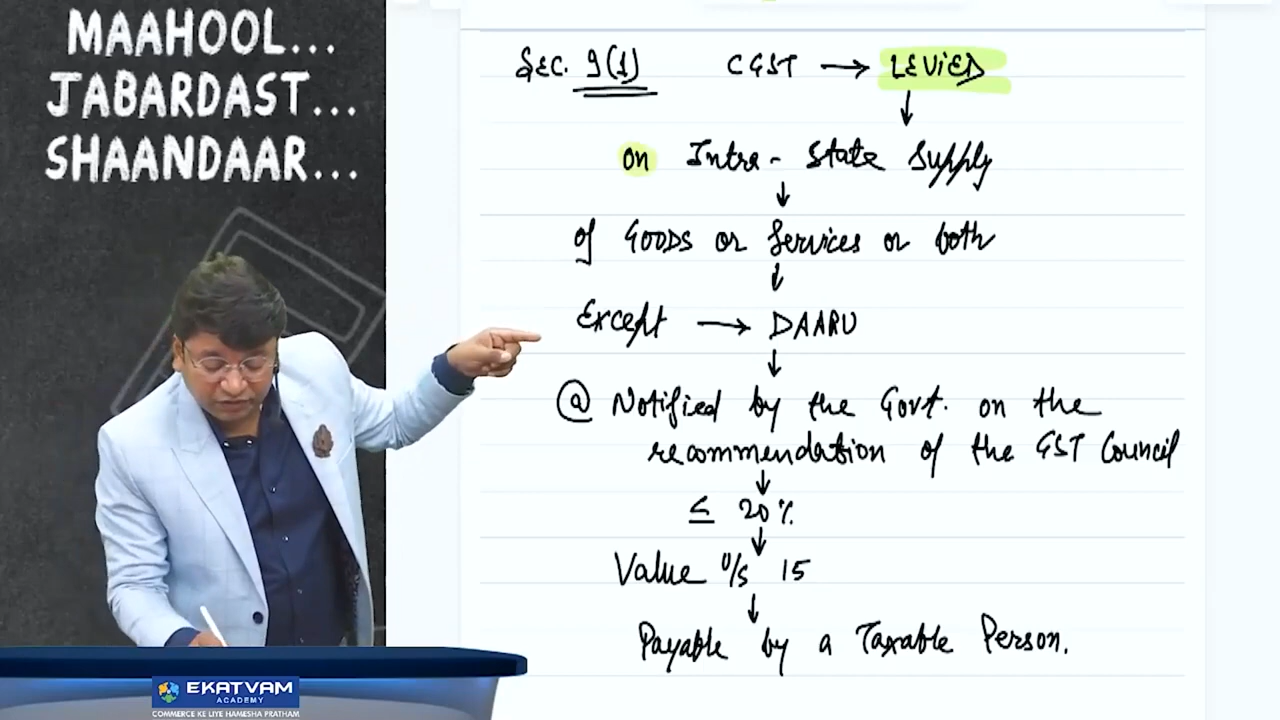 MAAHOOL...
JABARDAST...
SHAANDAAR...
SEC. 9(1) CGST → LEVIED
↓
on Intra-State Supply
↓
of GOODS or Services or both
↓
Except → DAARU
↓
@ Notified by the Govt. on the
recommendation of the GST Council
↓
≤ 20%
↓
Value u/s 15
↓
Payable by a Taxable Person.
EKATVAM
ACADEMY
COMMERCE KE LIYE HAMESHA PRATHAM